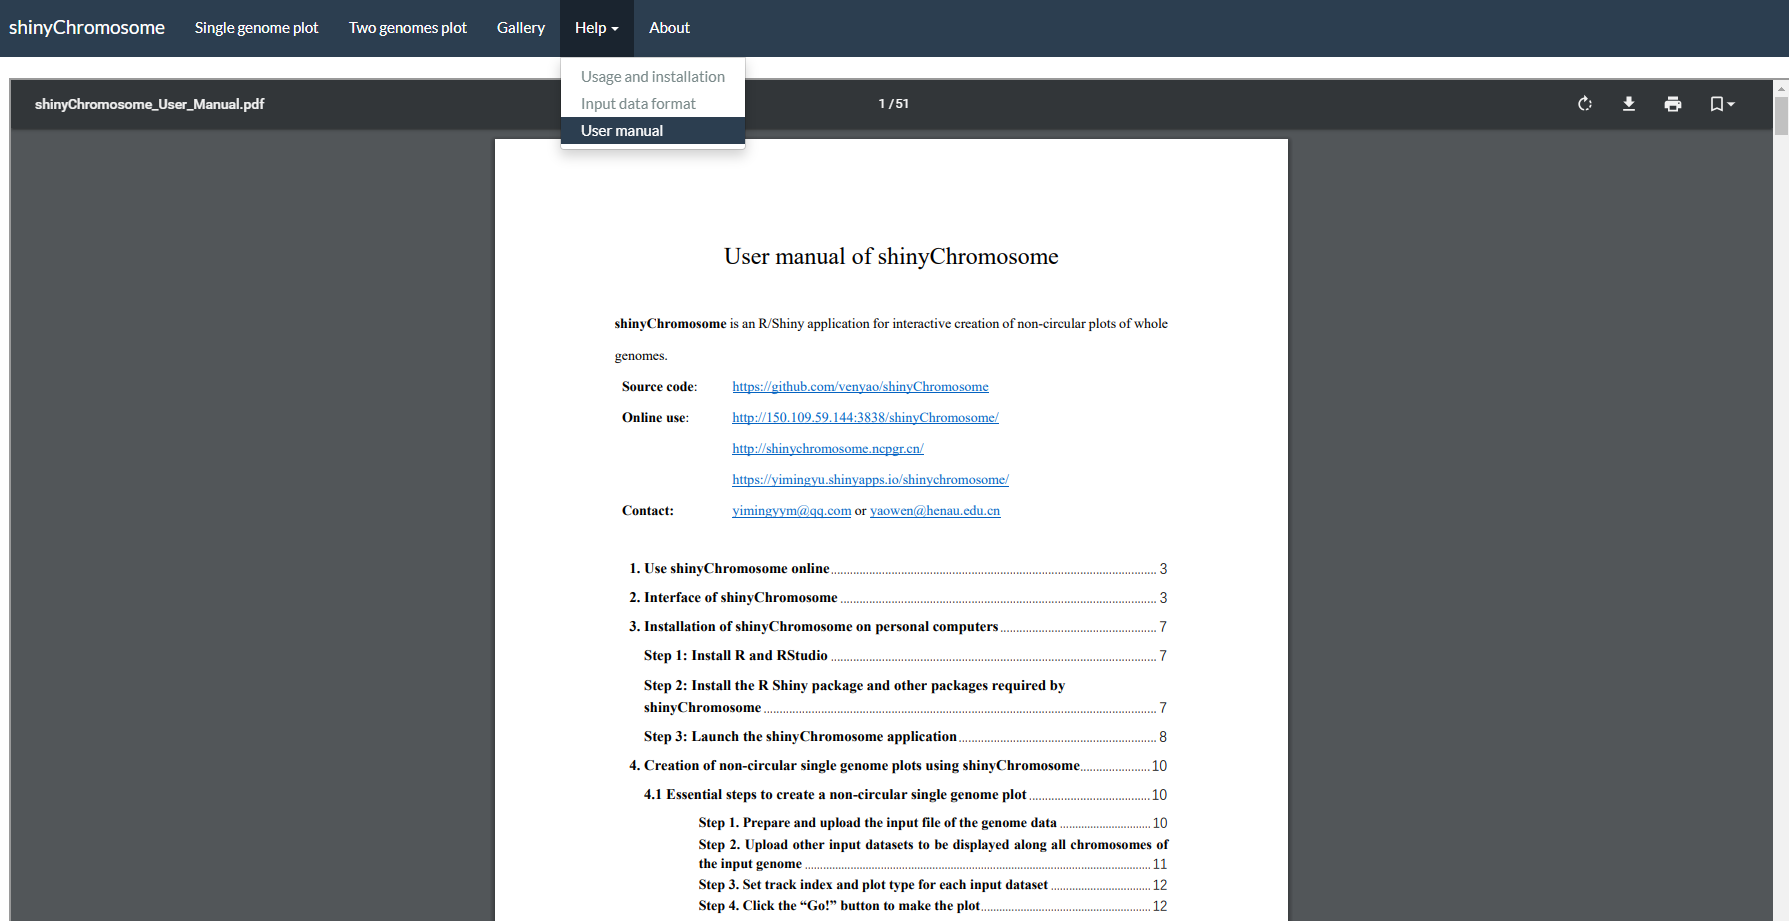 shinyChromosome Single genome plot Two genomes plot Gallery Help About
Usage and installation
Input data format
User manual
shinyChromosome_User_Manual.pdf 1 / 51
User manual of shinyChromosome
shinyChromosome is an R/Shiny application for interactive creation of non-circular plots of whole
genomes.
Source code: https://github.com/venyao/shinyChromosome
Online use: http://150.109.59.144:3838/shinyChromosome/
http://shinychromosome.ncpgr.cn/
https://yimingyu.shinyapps.io/shinychromosome/
Contact: yimingyym@qq.com or yaowen@henau.edu.cn
1. Use shinyChromosome online 3
2. Interface of shinyChromosome 3
3. Installation of shinyChromosome on personal computers 7
Step 1: Install R and RStudio 7
Step 2: Install the R Shiny package and other packages required by
shinyChromosome 7
Step 3: Launch the shinyChromosome application 8
4. Creation of non-circular single genome plots using shinyChromosome 10
4.1 Essential steps to create a non-circular single genome plot 10
Step 1. Prepare and upload the input file of the genome data 10
Step 2. Upload other input datasets to be displayed along all chromosomes of
the input genome 11
Step 3. Set track index and plot type for each input dataset 12
Step 4. Click the “Go!” button to make the plot 12